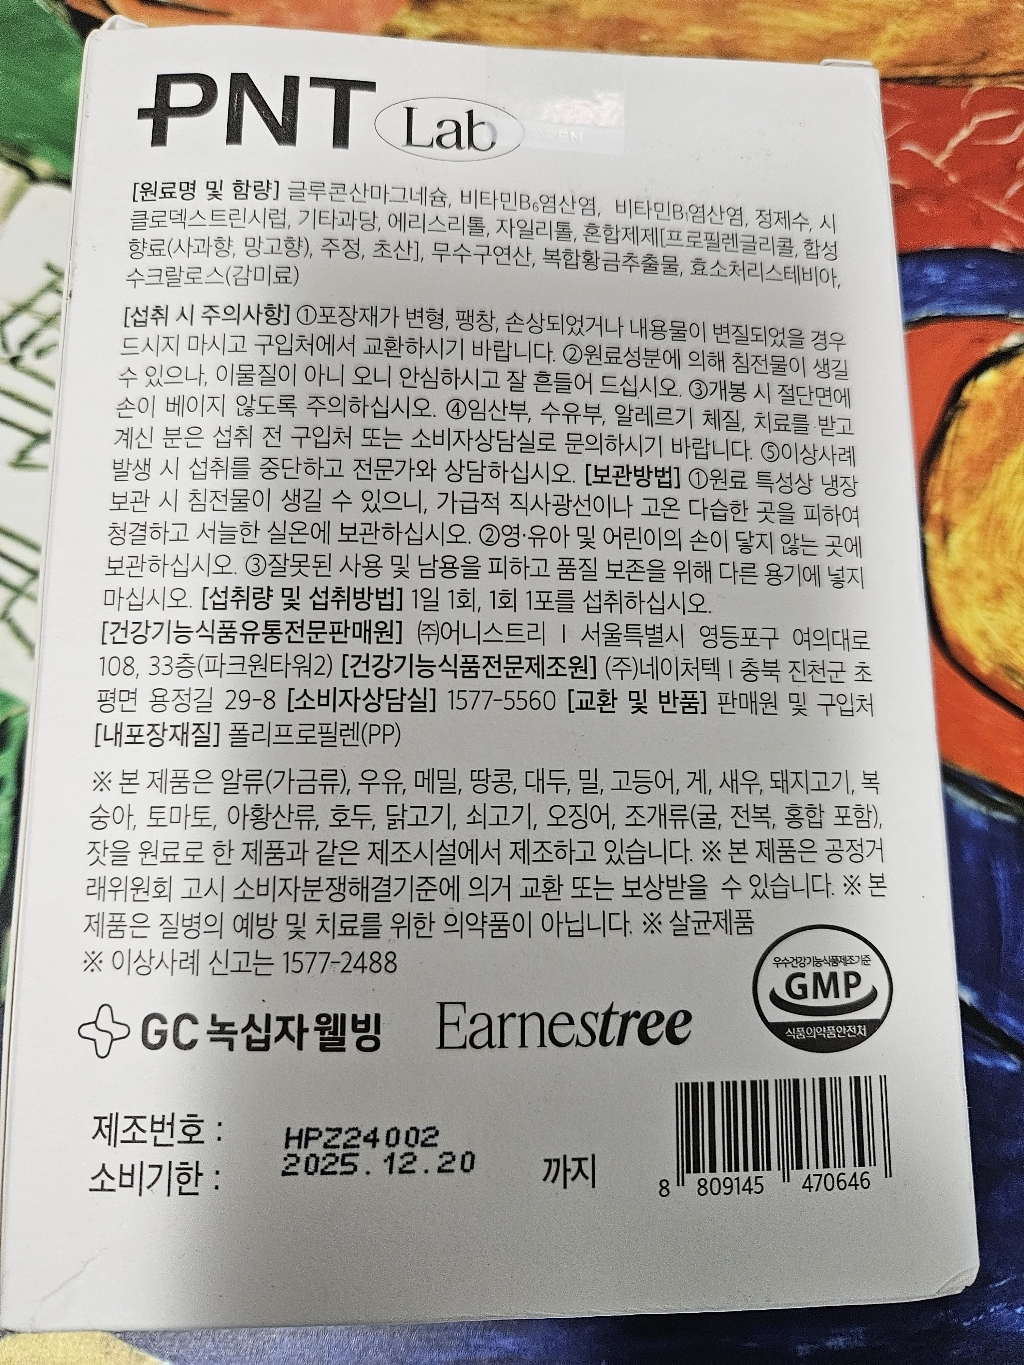 PNT Lab
[원료명 및 함량] 글루콘산마그네슘, 비타민B₆염산염, 비타민B₁염산염, 정제수, 시
클로덱스트린시럽, 기타과당, 에리스리톨, 자일리톨, 혼합제제[프로필렌글리콜, 합성
향료(사과향, 망고향), 주정, 초산], 무수구연산, 복합황금추출물, 효소처리스테비아,
수크랄로스(감미료)
[섭취 시 주의사항] ①포장재가 변형, 팽창, 손상되었거나 내용물이 변질되었을 경우
드시지 마시고 구입처에서 교환하시기 바랍니다. ②원료성분에 의해 침전물이 생길
수 있으나, 이물질이 아니 오니 안심하시고 잘 흔들어 드십시오. ③개봉 시 절단면에
손이 베이지 않도록 주의하십시오. ④임산부, 수유부, 알레르기 체질, 치료를 받고
계신 분은 섭취 전 구입처 또는 소비자상담실로 문의하시기 바랍니다. ⑤이상사례
발생 시 섭취를 중단하고 전문가와 상담하십시오. [보관방법] ①원료 특성상 냉장
보관 시 침전물이 생길 수 있으니, 가급적 직사광선이나 고온 다습한 곳을 피하여
청결하고 서늘한 실온에 보관하십시오. ②영·유아 및 어린이의 손이 닿지 않는 곳에
보관하십시오. ③잘못된 사용 및 남용을 피하고 품질 보존을 위해 다른 용기에 넣지
마십시오. [섭취량 및 섭취방법] 1일 1회, 1회 1포를 섭취하십시오.
[건강기능식품유통전문판매원] ㈜어니스트리 | 서울특별시 영등포구 여의대로
108, 33층(파크원타워2) [건강기능식품전문제조원] (주)네이처텍 | 충북 진천군 초
평면 용정길 29-8 [소비자상담실] 1577-5560 [교환 및 반품] 판매원 및 구입처
[내포장재질] 폴리프로필렌(PP)
※ 본 제품은 알류(가금류), 우유, 메밀, 땅콩, 대두, 밀, 고등어, 게, 새우, 돼지고기, 복
숭아, 토마토, 아황산류, 호두, 닭고기, 쇠고기, 오징어, 조개류(굴, 전복, 홍합 포함),
잣을 원료로 한 제품과 같은 제조시설에서 제조하고 있습니다. ※ 본 제품은 공정거
래위원회 고시 소비자분쟁해결기준에 의거 교환 또는 보상받을 수 있습니다. ※ 본
제품은 질병의 예방 및 치료를 위한 의약품이 아닙니다. ※ 살균제품
※ 이상사례 신고는 1577-2488
우수건강기능식품제조기준
GMP
식품의약품안전처
GC녹십자웰빙 Earnestree
제조번호 : HPZ24002
소비기한 : 2025.12.20 까지
8 809145 470646